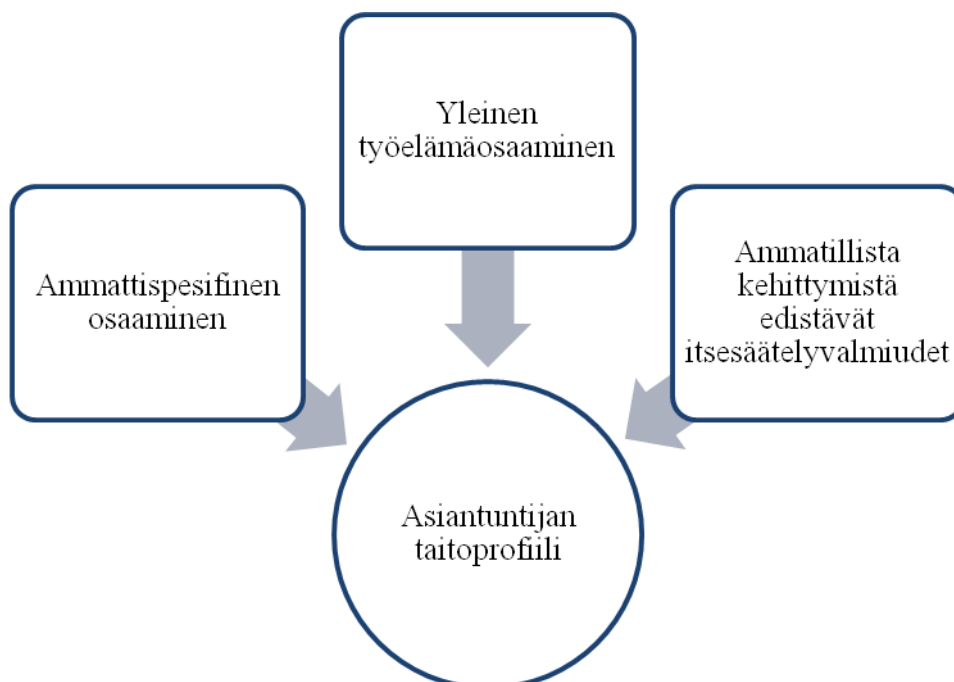 Yleinen
työelämäosaaminen
Ammattispesifinen
osaaminen
Ammatillista
kehittymistä
edistävät
itsesäätelyvalmiudet
Asiantuntijan
taitoprofiili